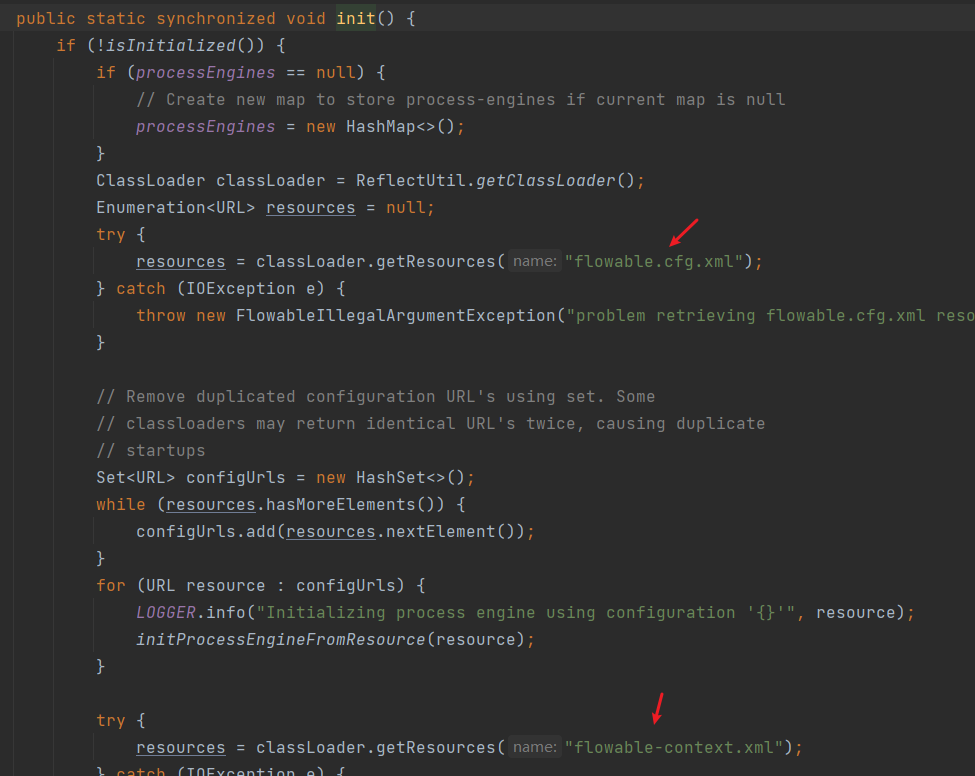 public static synchronized void init() {
if (!isInitialized()) {
if (processEngines == null) {
// Create new map to store process-engines if current map is null
processEngines = new HashMap<>();
}
ClassLoader classLoader = ReflectUtil.getClassLoader();
Enumeration<URL> resources = null;
try {
resources = classLoader.getResources( name: "flowable.cfg.xml");
} catch (IOException e) {
throw new FlowableIllegalArgumentException("problem retrieving flowable.cfg.xml reso
}
// Remove duplicated configuration URL's using set. Some
// classloaders may return identical URL's twice, causing duplicate
// startups
Set<URL> configUrls = new HashSet<>();
while (resources.hasMoreElements()) {
configUrls.add(resources.nextElement());
}
for (URL resource : configUrls) {
LOGGER.info("Initializing process engine using configuration '{}'", resource);
initProcessEngineFromResource(resource);
}
try {
resources = classLoader.getResources( name: "flowable-context.xml");
} catch (IOException e) {